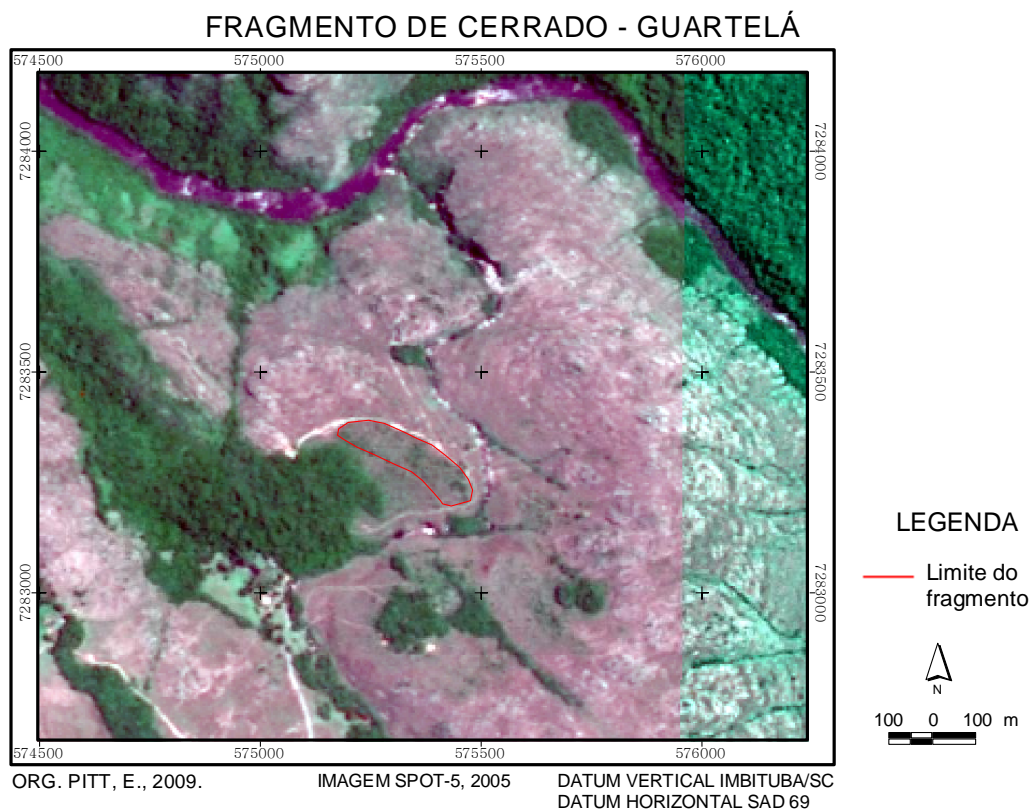 FRAGMENTO DE CERRADO - GUARTELÁ
574500 575000 575500 576000
7284000 7284000
7283500 7283500
7283000 7283000
574500 575000 575500 576000
LEGENDA
Limite do
fragmento
N
100 0 100 m
ORG. PITT, E., 2009. IMAGEM SPOT-5, 2005 DATUM VERTICAL IMBITUBA/SC
DATUM HORIZONTAL SAD 69